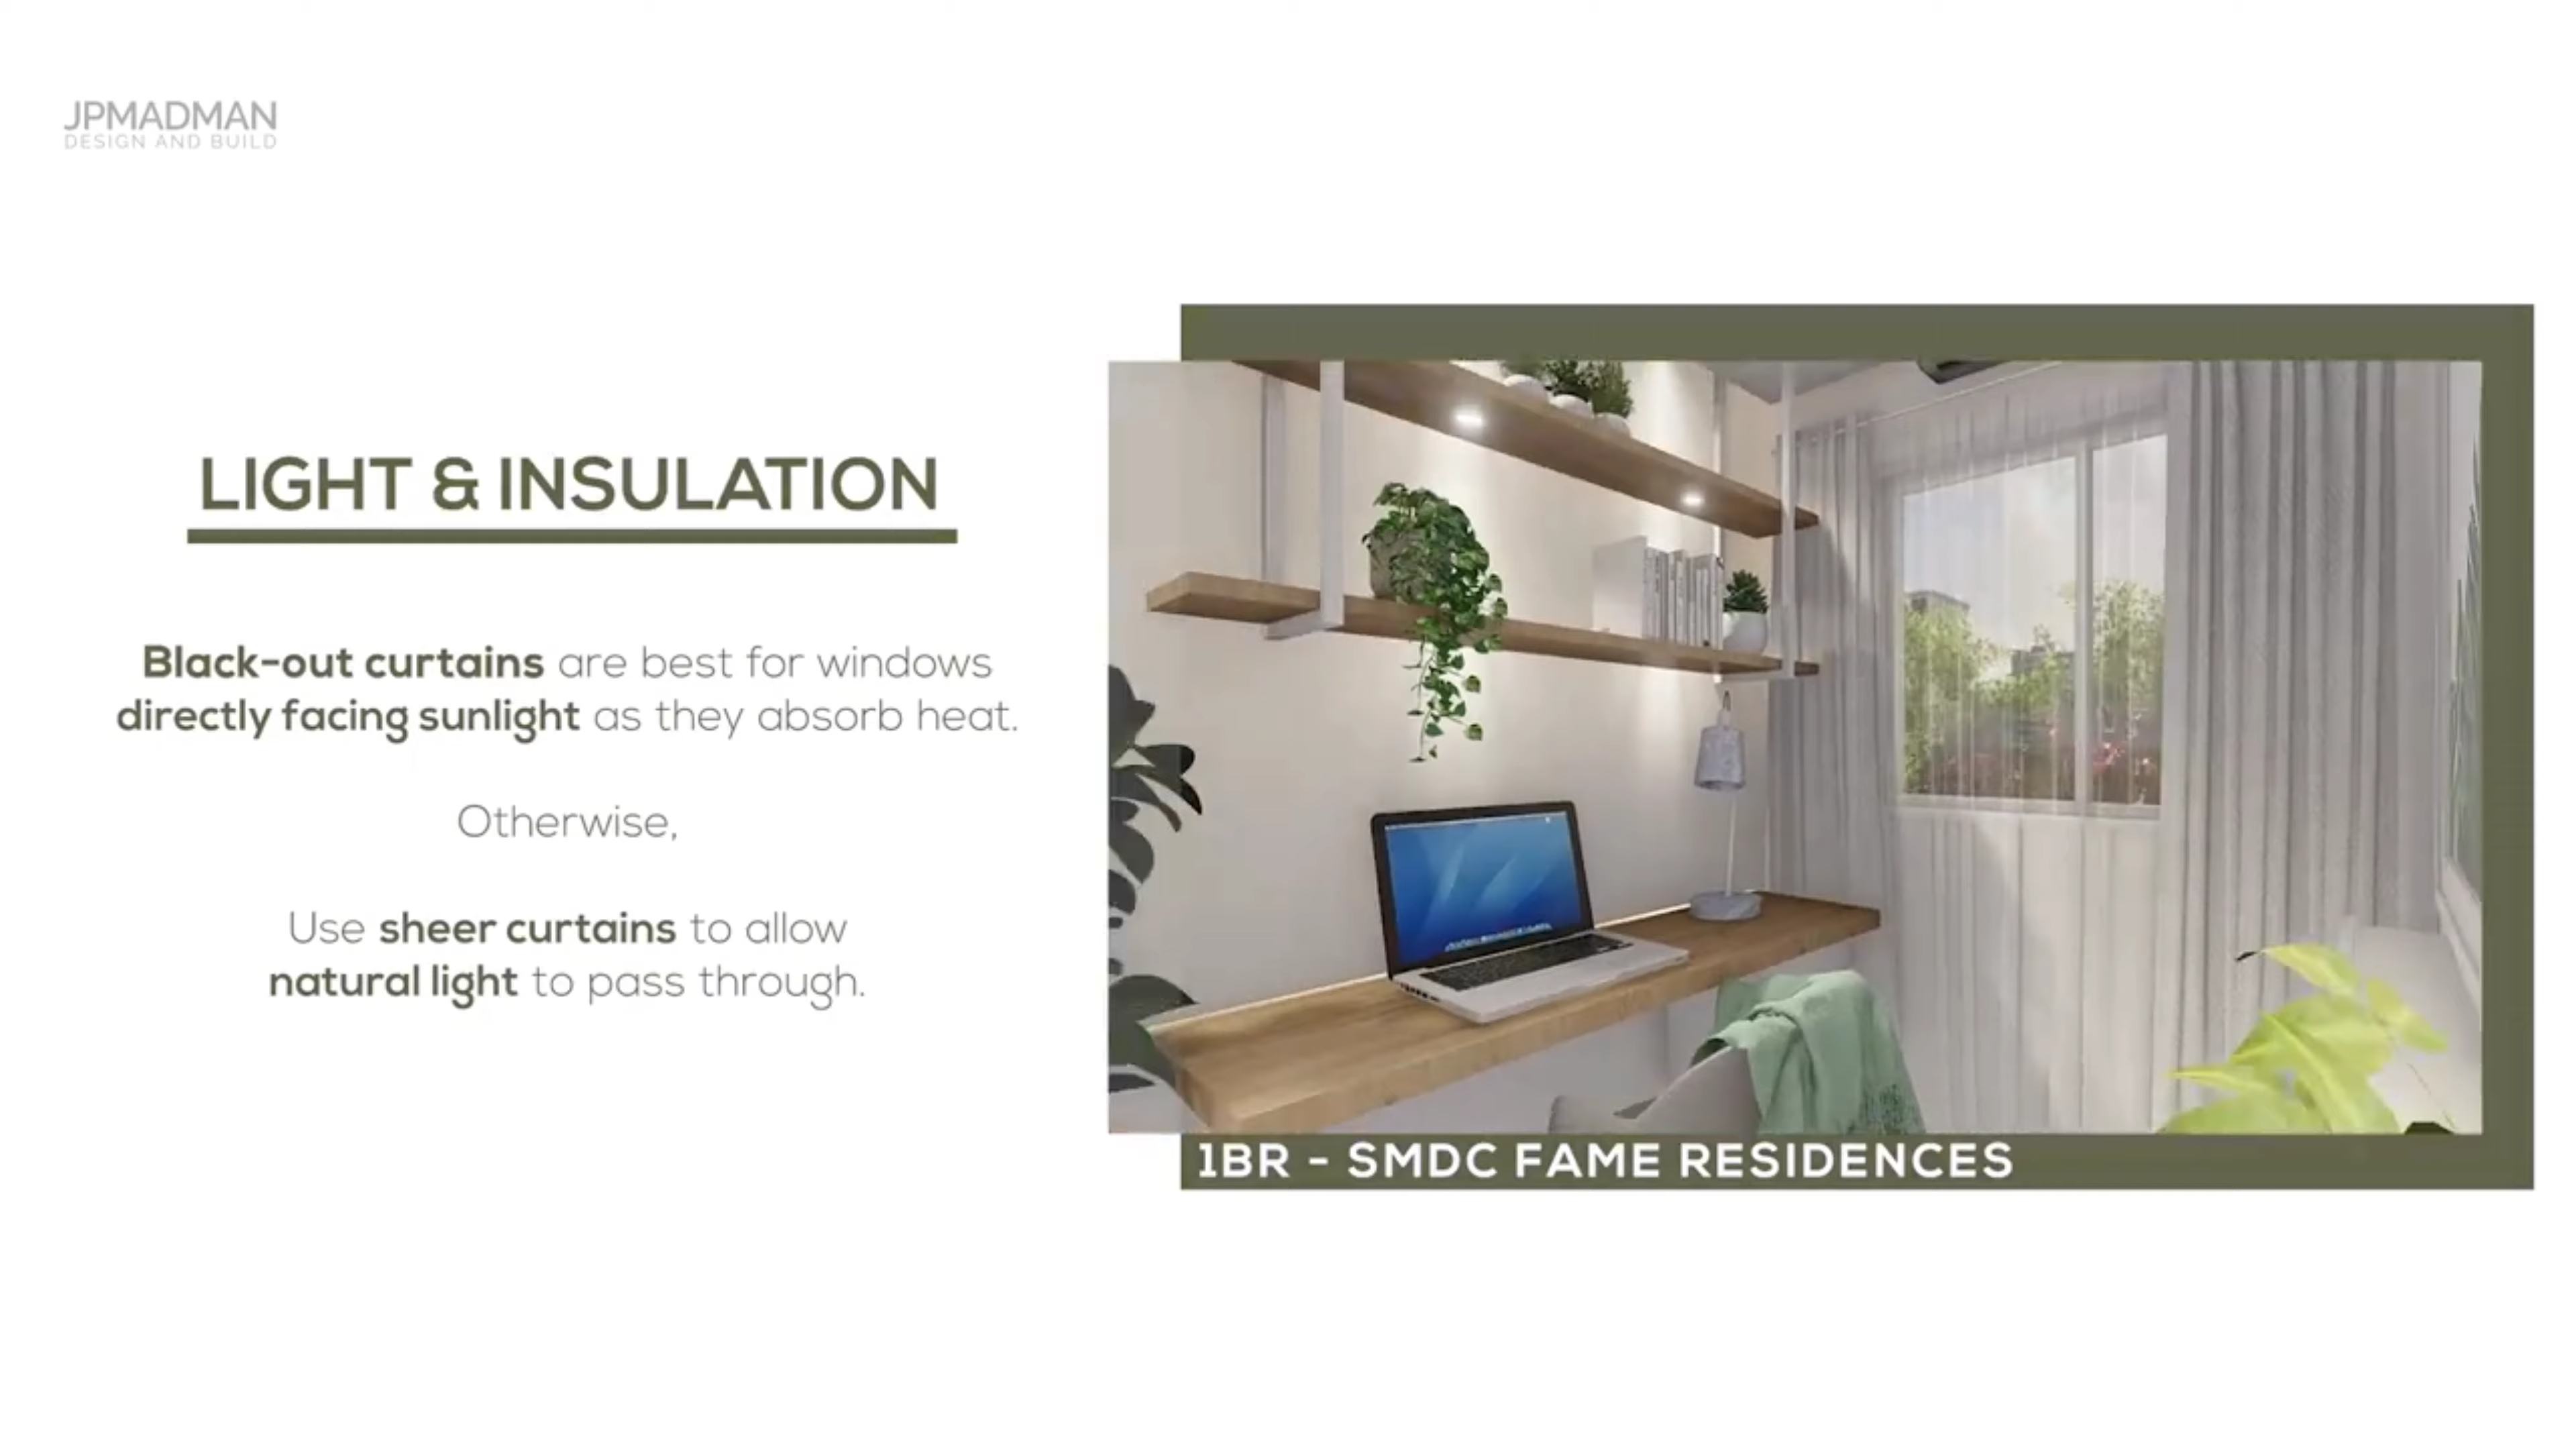 JPMADMAN
DESIGN AND BUILD
LIGHT & INSULATION
Black-out curtains are best for windows
directly facing sunlight as they absorb heat.
Otherwise,
Use sheer curtains to allow
natural light to pass through.
1BR - SMDC FAME RESIDENCES